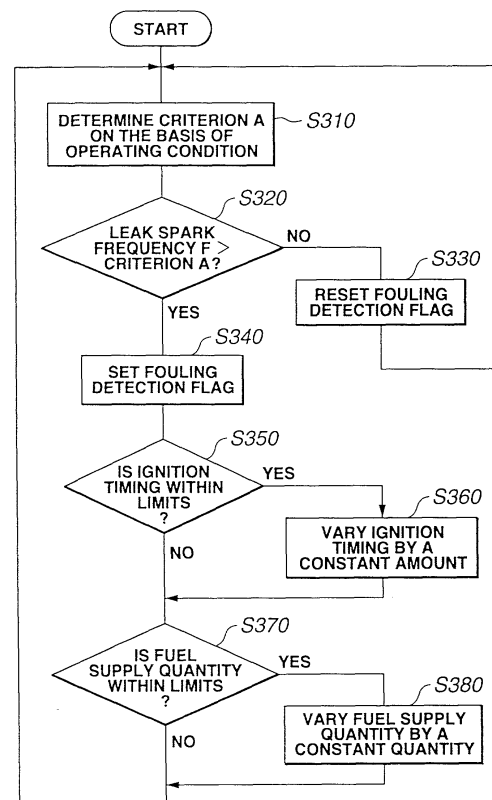 START
DETERMINE CRITERION A
ON THE BASIS OF
OPERATING CONDITION
S310
S320
LEAK SPARK
FREQUENCY F >
CRITERION A?
NO
S330
RESET FOULING
DETECTION FLAG
YES
S340
SET FOULING
DETECTION FLAG
S350
IS IGNITION
TIMING WITHIN
LIMITS
?
YES
S360
VARY IGNITION
TIMING BY A
CONSTANT AMOUNT
NO
S370
IS FUEL
SUPPLY QUANTITY
WITHIN LIMITS
?
YES
S380
VARY FUEL SUPPLY
QUANTITY BY A
CONSTANT QUANTITY
NO